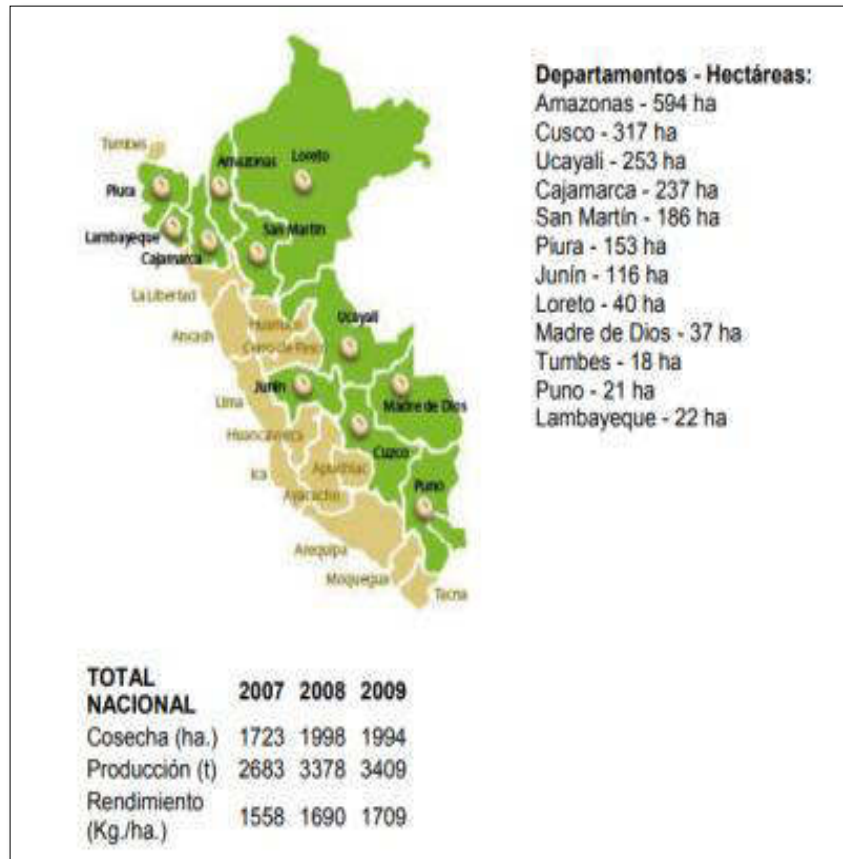 Departamentos - Hectáreas:
Amazonas - 594 ha
Cusco - 317 ha
Ucayali - 253 ha
Cajamarca - 237 ha
San Martín - 186 ha
Piura - 153 ha
Junín - 116 ha
Loreto - 40 ha
Madre de Dios - 37 ha
Tumbes - 18 ha
Puno - 21 ha
Lambayeque - 22 ha
Tumbes
Amazonas
Loreto
Piura
Lambayeque
San Martín
Cajamarca
La Libertad
Ancash
Huanuco
Ucayali
Cerro de Pasco
Junín
Lima
Madre de Dios
Huancavelica
Cuzco
Ica
Apurimac
Ayacucho
Puno
Arequipa
Moquegua
Tacna
TOTAL NACIONAL 2007 2008 2009
Cosecha (ha.) 1723 1998 1994
Producción (t) 2683 3378 3409
Rendimiento (Kg./ha.) 1558 1690 1709